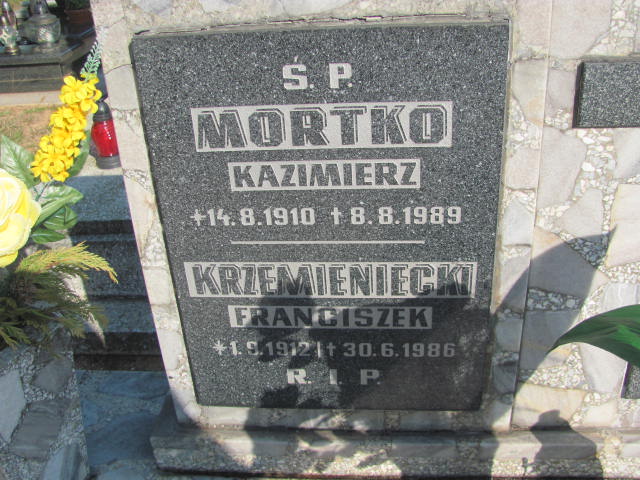 Ś. P.
MORTKO
KAZIMIERZ
*14.8.1910 † 8.8.1989
KRZEMIENIECKI
FRANCISZEK
*1.9.1912 † 30.6.1986
R. I. P.